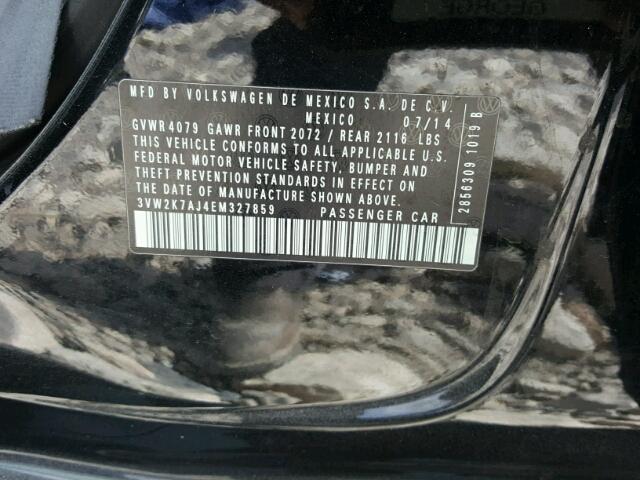 MFD BY VOLKSWAGEN DE MEXICO S.A. DE C.V.
MEXICO 07/14
GVWR 4079 GAWR FRONT 2072 / REAR 2116 LBS
THIS VEHICLE CONFORMS TO ALL APPLICABLE U.S.
FEDERAL MOTOR VEHICLE SAFETY, BUMPER AND
THEFT PREVENTION STANDARDS IN EFFECT ON
THE DATE OF MANUFACTURE SHOWN ABOVE.
3VW2K7AJ4EM327859 PASSENGER CAR
2856309 1019 B